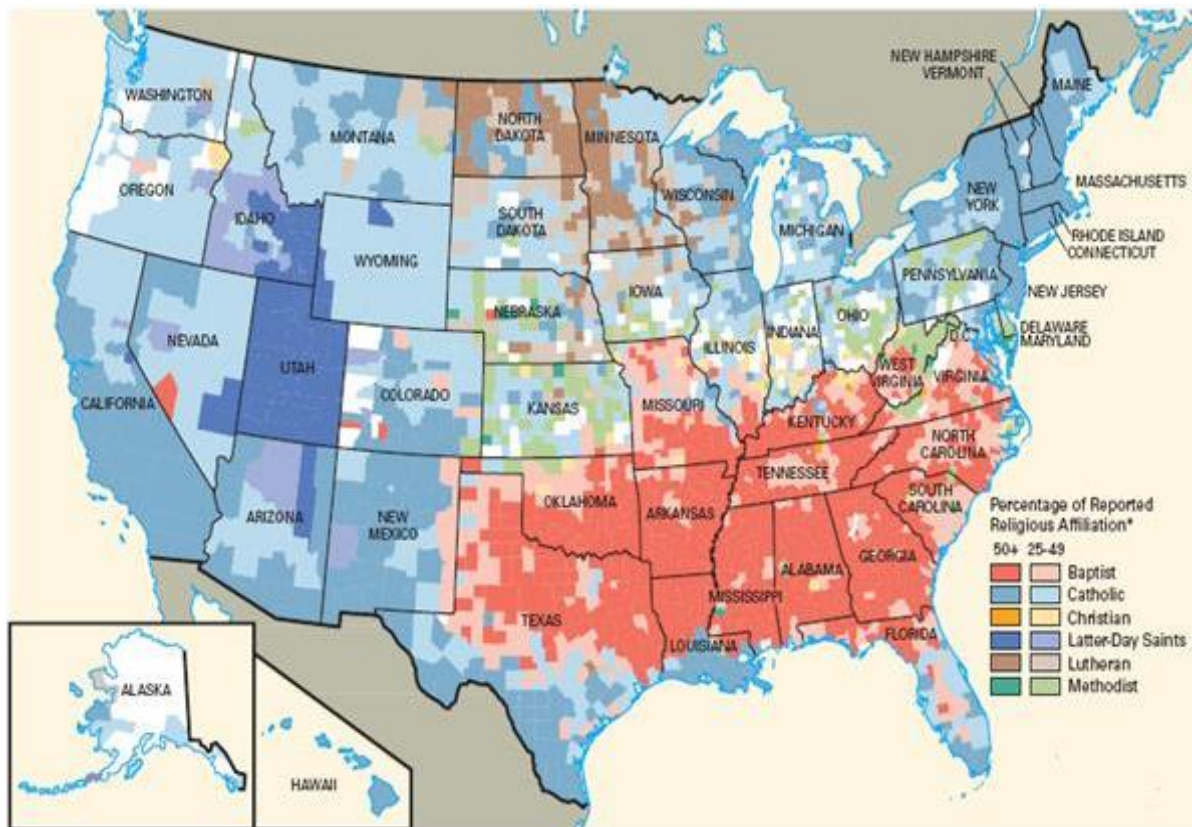 WASHINGTON
OREGON
CALIFORNIA
NEVADA
IDAHO
MONTANA
WYOMING
UTAH
ARIZONA
COLORADO
NEW
MEXICO
NORTH
DAKOTA
SOUTH
DAKOTA
NEBRASKA
KANSAS
OKLAHOMA
TEXAS
MINNESOTA
IOWA
MISSOURI
ARKANSAS
LOUISIANA
WISCONSIN
ILLINOIS
MICHIGAN
INDIANA
OHIO
KENTUCKY
TENNESSEE
MISSISSIPPI
ALABAMA
GEORGIA
FLORIDA
SOUTH
CAROLINA
NORTH
CAROLINA
VIRGINIA
WEST
VIRGINIA
D.C.
PENNSYLVANIA
NEW
YORK
NEW HAMPSHIRE
VERMONT
MAINE
MASSACHUSETTS
RHODE ISLAND
CONNECTICUT
NEW JERSEY
DELAWARE
MARYLAND
ALASKA
HAWAII
Percentage of Reported
Religious Affiliation*
50+ 25-49
Baptist
Catholic
Christian
Latter-Day Saints
Lutheran
Methodist